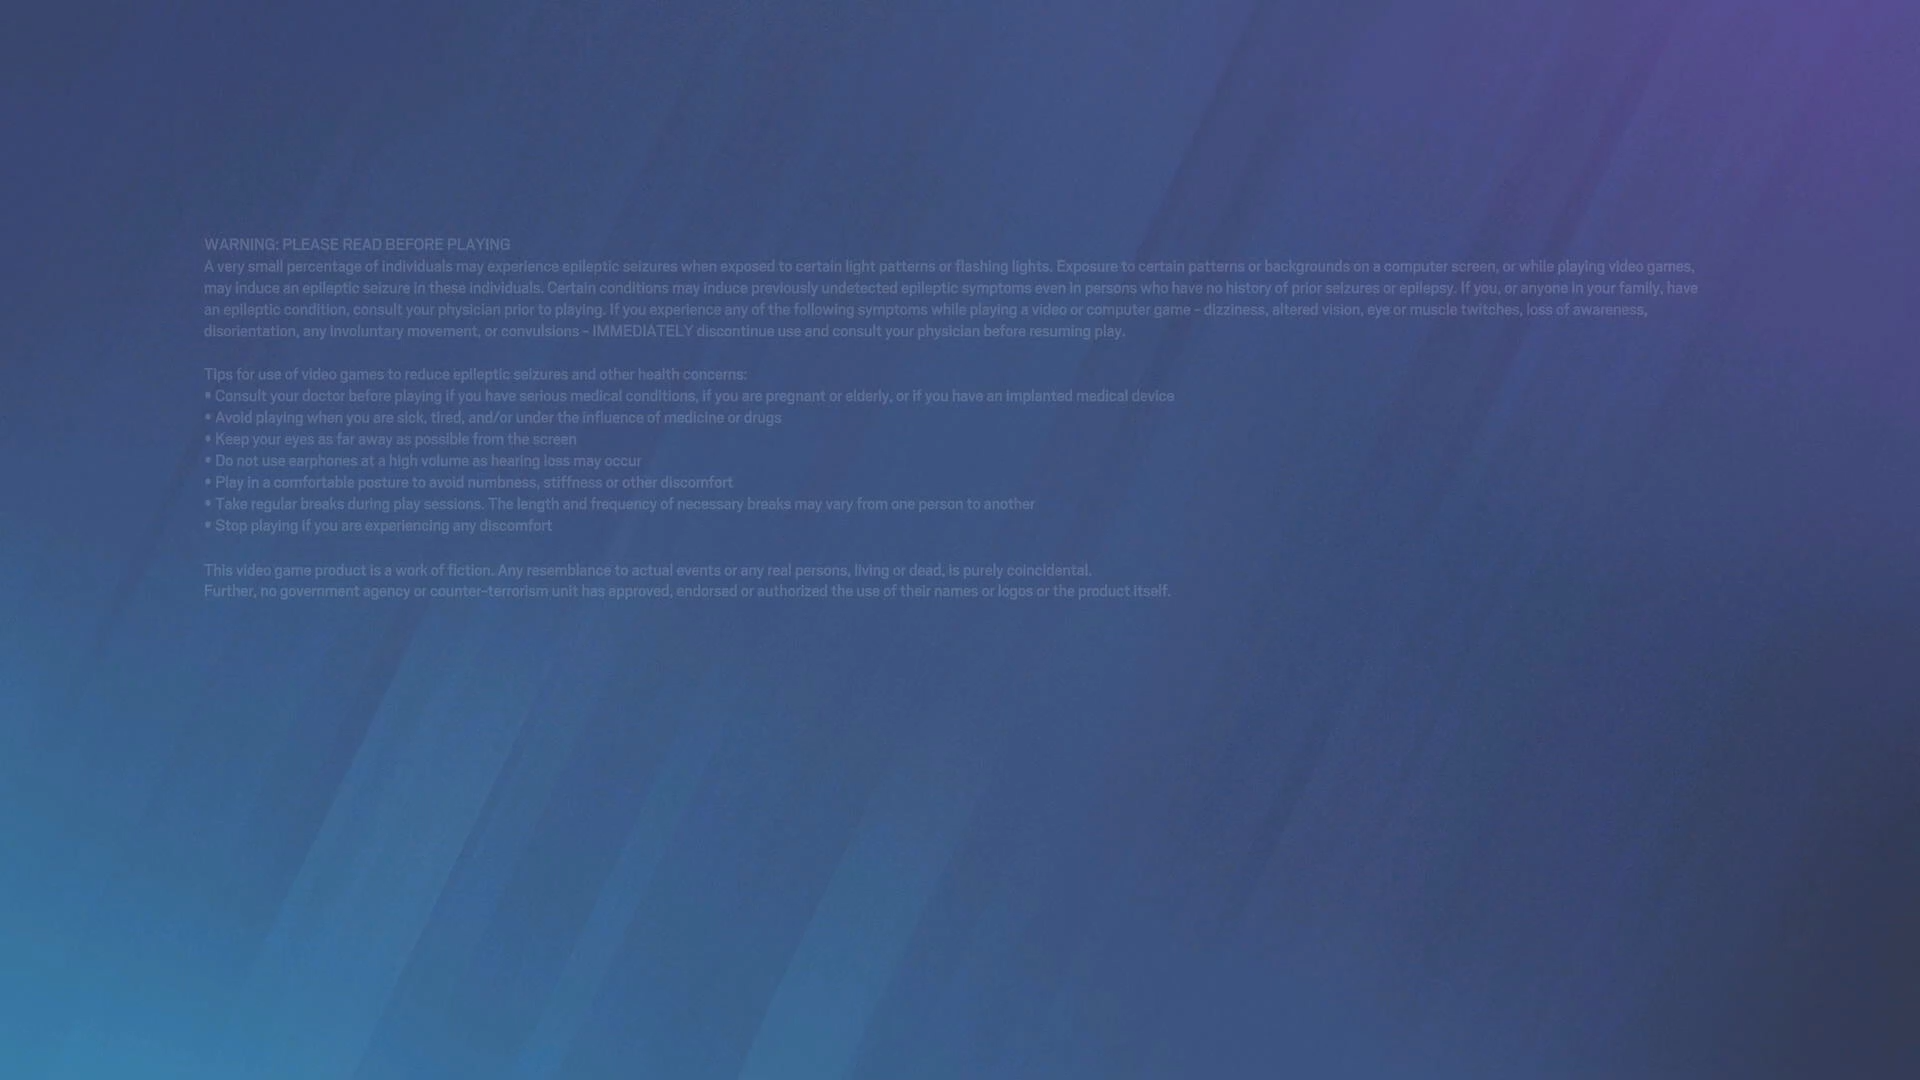 WARNING: PLEASE READ BEFORE PLAYING
A very small percentage of individuals may experience epileptic seizures when exposed to certain light patterns or flashing lights. Exposure to certain patterns or backgrounds on a computer screen, or while playing video games,
may induce an epileptic seizure in these individuals. Certain conditions may induce previously undetected epileptic symptoms even in persons who have no history of prior seizures or epilepsy. If you, or anyone in your family, have
an epileptic condition, consult your physician prior to playing. If you experience any of the following symptoms while playing a video or computer game - dizziness, altered vision, eye or muscle twitches, loss of awareness,
disorientation, any involuntary movement, or convulsions - IMMEDIATELY discontinue use and consult your physician before resuming play.
Tips for use of video games to reduce epileptic seizures and other health concerns:
• Consult your doctor before playing if you have serious medical conditions, if you are pregnant or elderly, or if you have an implanted medical device
• Avoid playing when you are sick, tired, and/or under the influence of medicine or drugs
• Keep your eyes as far away as possible from the screen
• Do not use earphones at a high volume as hearing loss may occur
• Play in a comfortable posture to avoid numbness, stiffness or other discomfort
• Take regular breaks during play sessions. The length and frequency of necessary breaks may vary from one person to another
• Stop playing if you are experiencing any discomfort
This video game product is a work of fiction. Any resemblance to actual events or any real persons, living or dead, is purely coincidental.
Further, no government agency or counter-terrorism unit has approved, endorsed or authorized the use of their names or logos or the product itself.